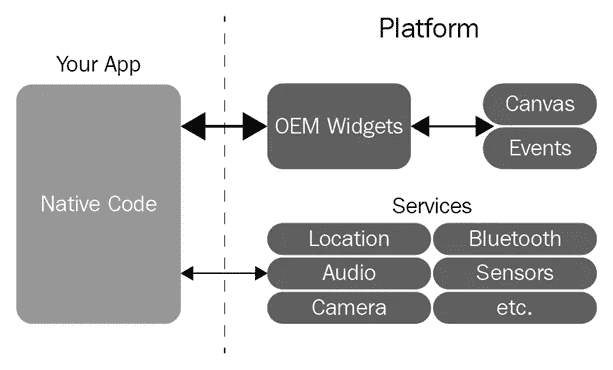 Platform
Your App
Native Code
OEM Widgets
Canvas
Events
Services
Location
Bluetooth
Audio
Sensors
Camera
etc.